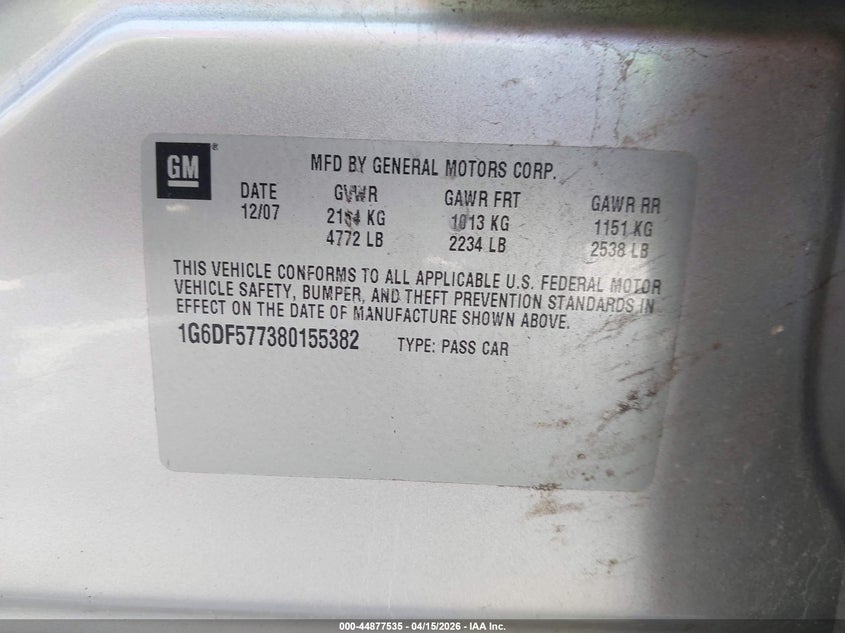 GM ®
MFD BY GENERAL MOTORS CORP.
DATE GVWR GAWR FRT GAWR RR
12/07 2164 KG 1013 KG 1151 KG
4772 LB 2234 LB 2538 LB
THIS VEHICLE CONFORMS TO ALL APPLICABLE U.S. FEDERAL MOTOR
VEHICLE SAFETY, BUMPER, AND THEFT PREVENTION STANDARDS IN
EFFECT ON THE DATE OF MANUFACTURE SHOWN ABOVE.
1G6DF577380155382 TYPE: PASS CAR
000-44877535 - 04/15/2026 - IAA Inc.